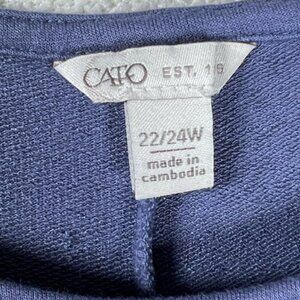 CATO EST. 19
22/24W
made in
cambodia